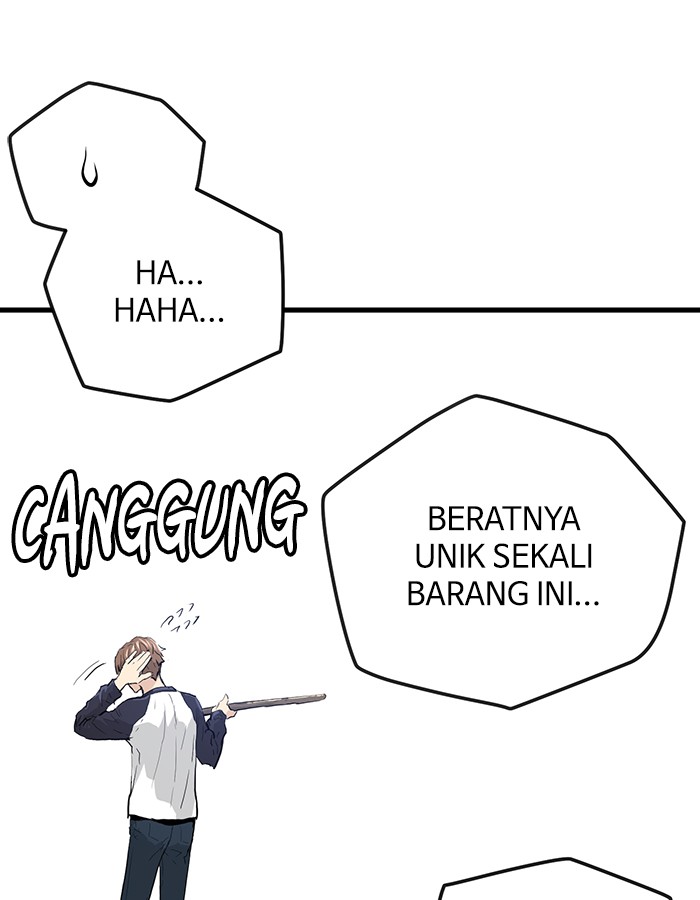 HA...
HAHA...
CANGGUNG
BERATNYA
UNIK SEKALI
BARANG INI...